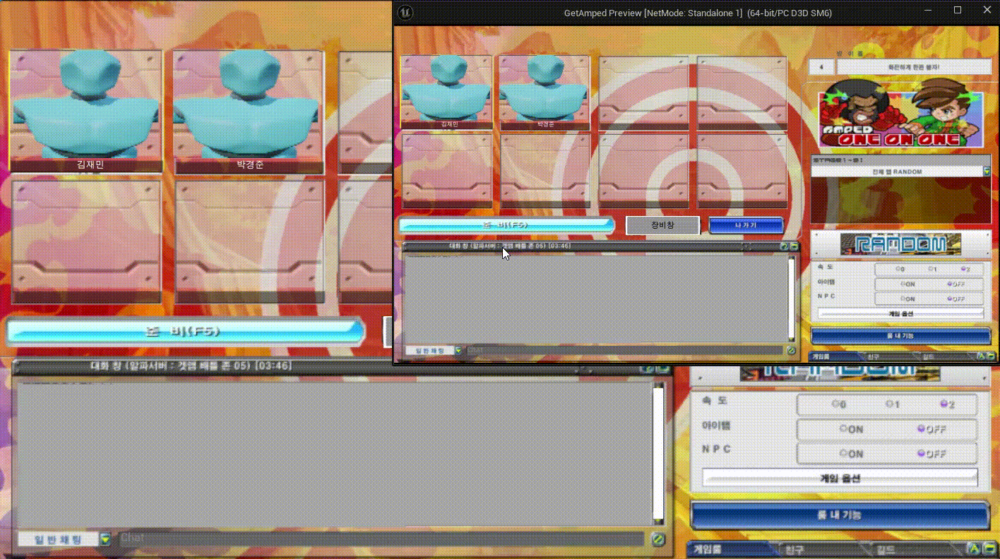 GetAmped Preview [NetMode: Standalone 1] (64-bit/PC D3D SM6)
방 이 름
4
화끈하게 한판 붙자!
AMPED
ONE ON ONE
김재민
박경준
전체 맵 RANDOM
준 비(F5)
장비창
나 가 기
RAMDOM
대화 창 (알파서버 : 겟앰 배틀 존 05) [03:46]
속 도
0
1
2
아이템
ON
OFF
N P C
ON
OFF
게임 옵션
룸 내 기능
일 반 채 팅
Chat
게임룸
친구
길드
김재민
박경준
준 비(F5)
대화 창 (알파서버 : 겟앰 배틀 존 05) [03:46]
속 도
0
1
2
아이템
ON
OFF
N P C
ON
OFF
게임 옵션
룸 내 기능
일 반 채 팅
Chat
게임룸
친구
길드